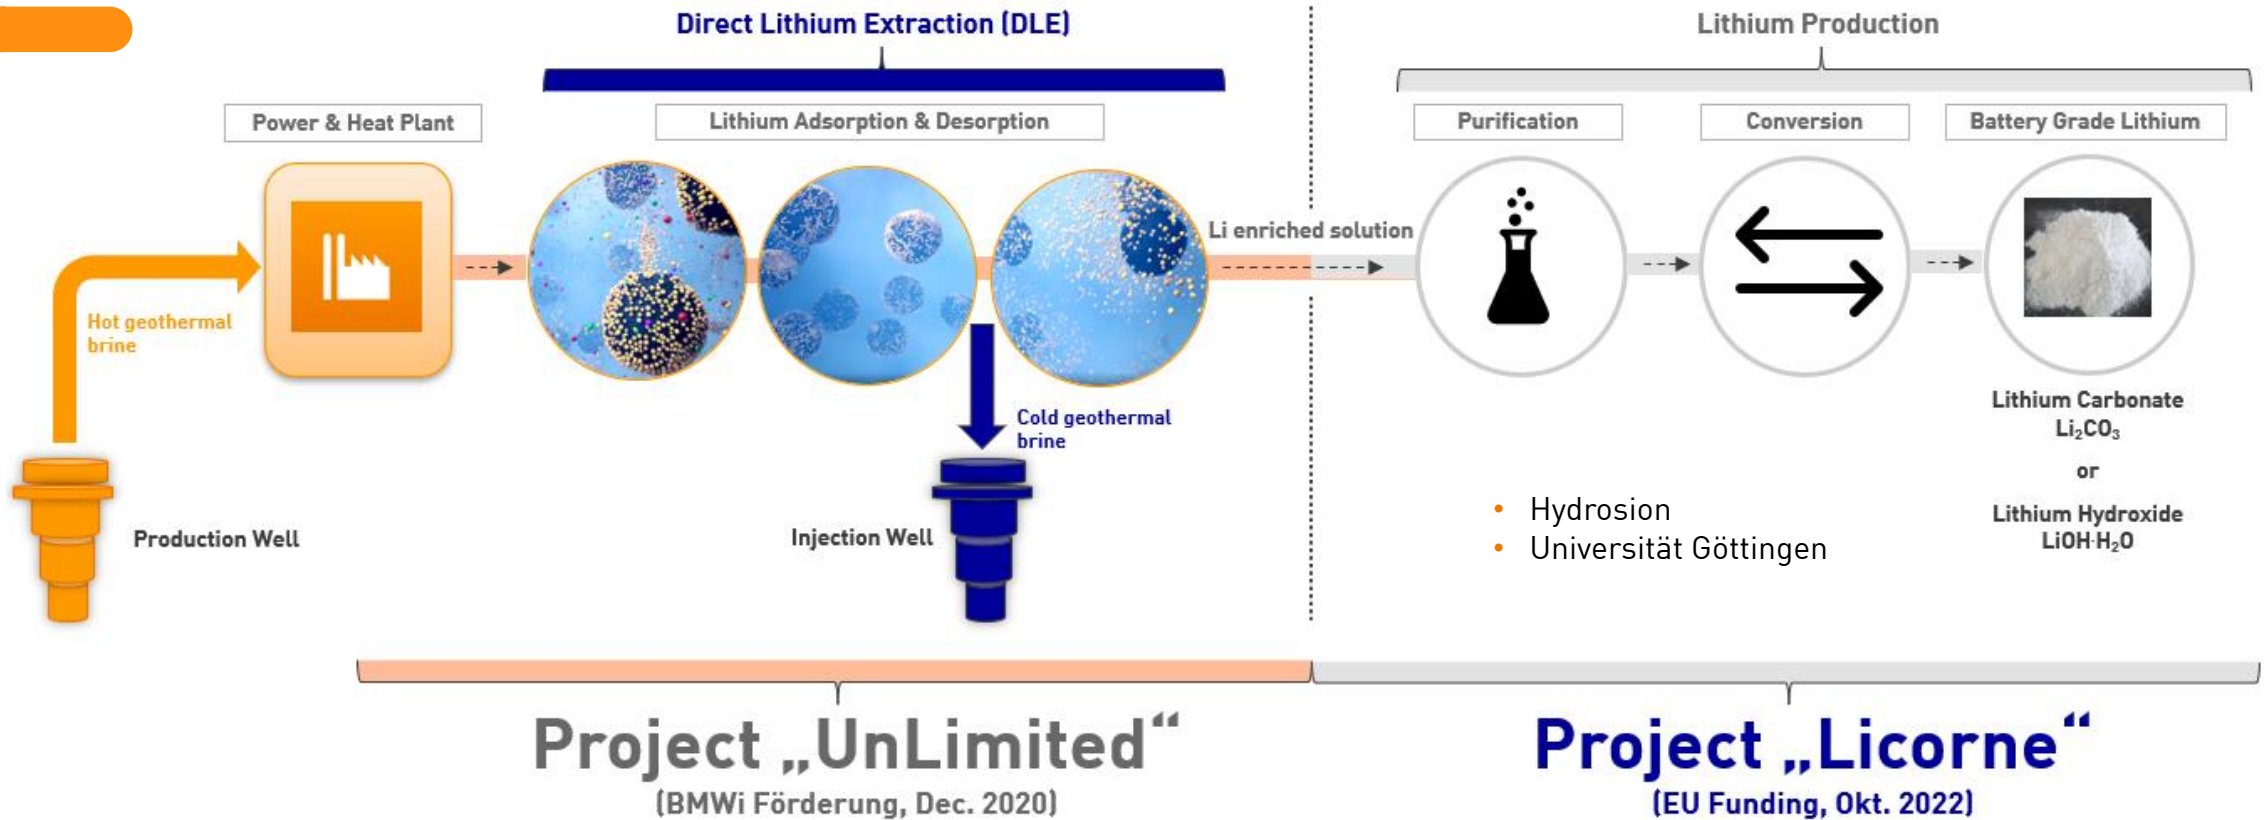 Direct Lithium Extraction (DLE)
Lithium Production
Power & Heat Plant
Lithium Adsorption & Desorption
Purification
Conversion
Battery Grade Lithium
Li enriched solution
Hot geothermal
brine
Cold geothermal
brine
Production Well
Injection Well
Lithium Carbonate
Li₂CO₃
or
Lithium Hydroxide
LiOH·H₂O
• Hydrosion
• Universität Göttingen
Project „UnLimited“
(BMWi Förderung, Dec. 2020)
Project „Licorne“
(EU Funding, Okt. 2022)